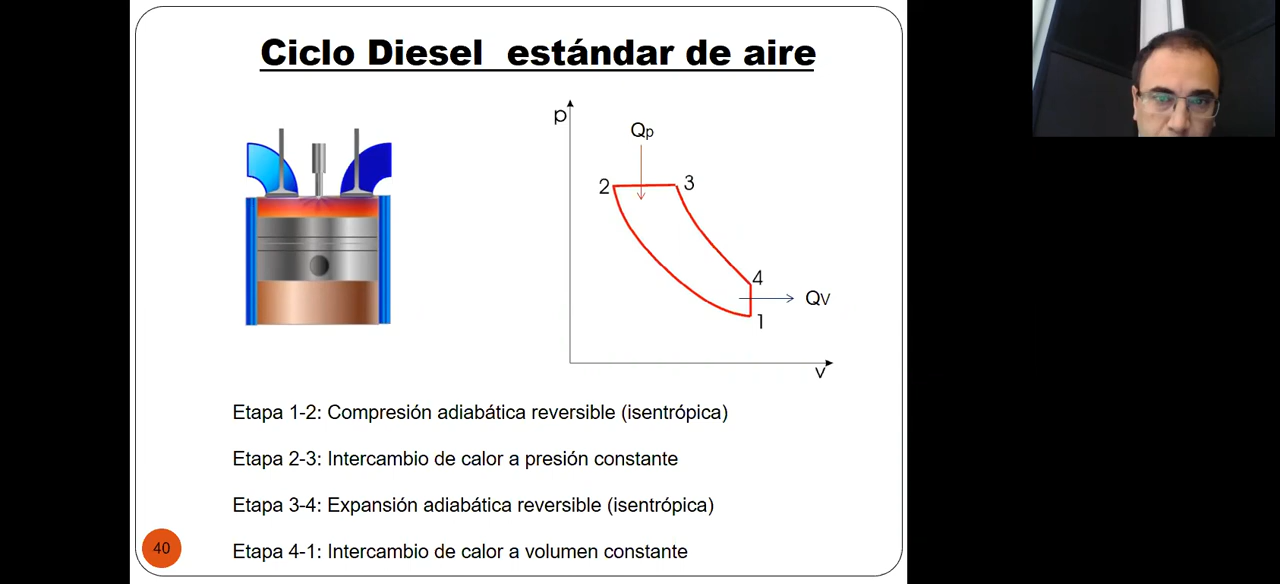 Ciclo Diesel estándar de aire
p
Qp
2
3
4
Qv
1
v
Etapa 1-2: Compresión adiabática reversible (isentrópica)
Etapa 2-3: Intercambio de calor a presión constante
Etapa 3-4: Expansión adiabática reversible (isentrópica)
Etapa 4-1: Intercambio de calor a volumen constante
40